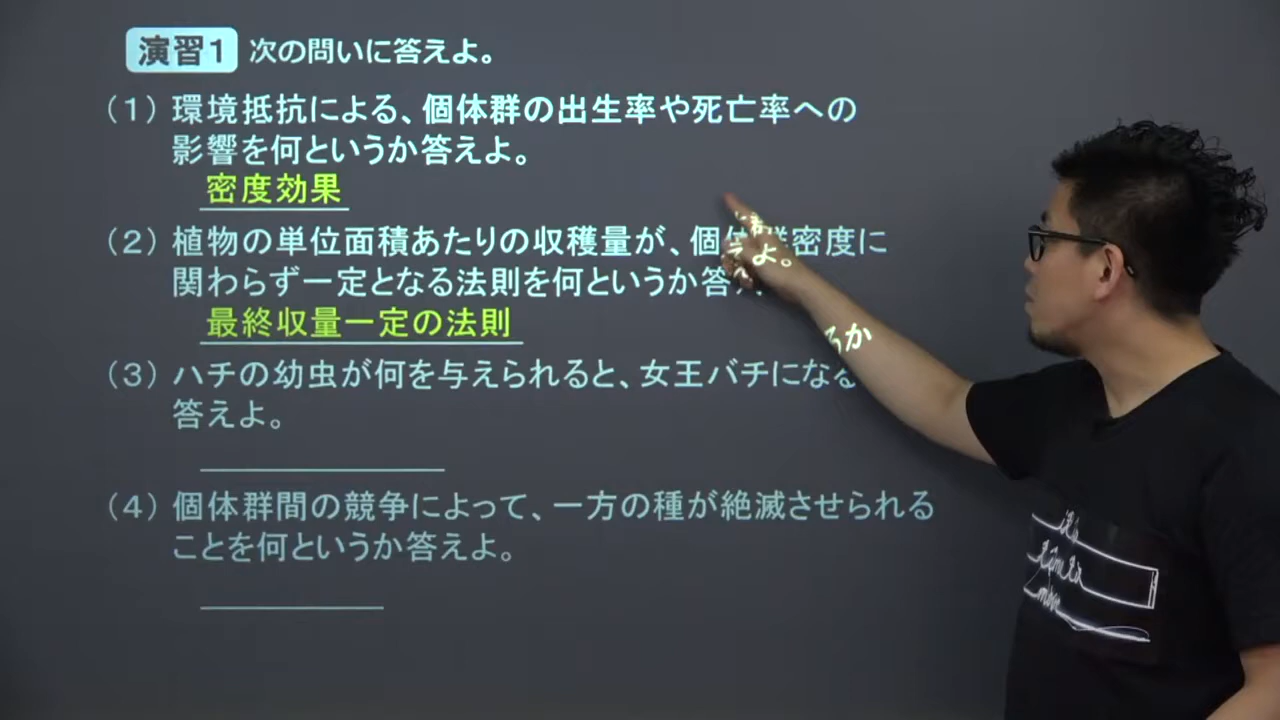 演習1 次の問いに答えよ。
(1) 環境抵抗による、個体群の出生率や死亡率への
影響を何というか答えよ。
密度効果
(2) 植物の単位面積あたりの収穫量が、個体群密度に
関わらず一定となる法則を何というか答えよ。
最終収量一定の法則
(3) ハチの幼虫が何を与えられると、女王バチになるか
答えよ。
(4) 個体群間の競争によって、一方の種が絶滅させられる
ことを何というか答えよ。